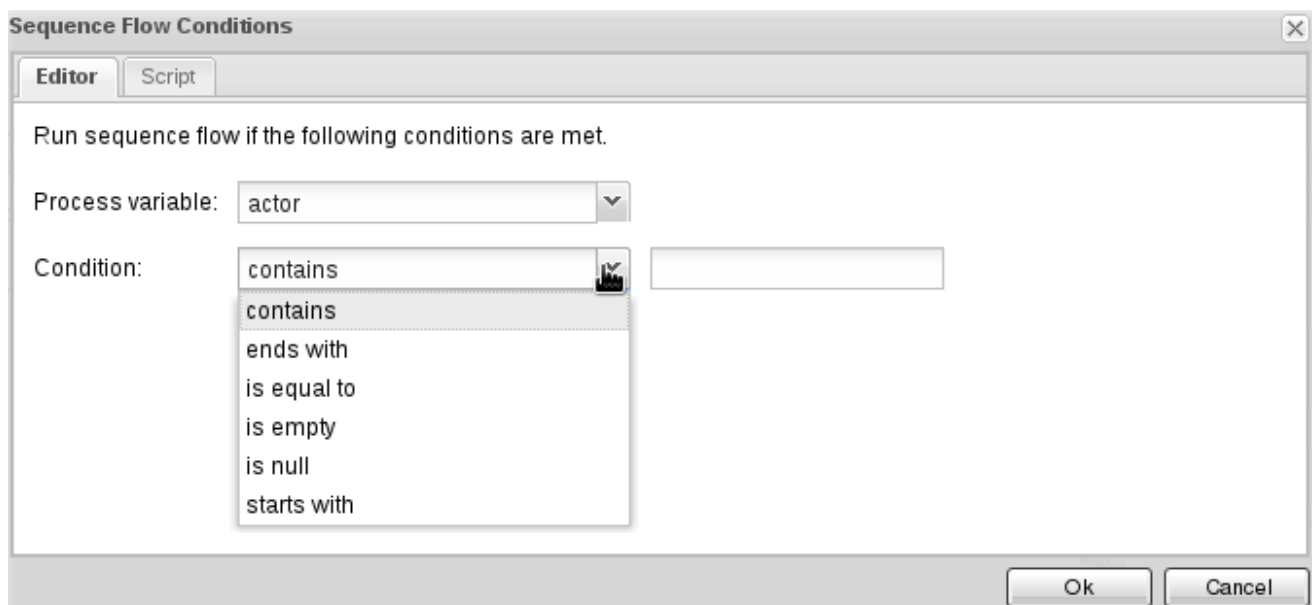 Sequence Flow Conditions
Editor Script
Run sequence flow if the following conditions are met.
Process variable: actor
Condition: contains
contains
ends with
is equal to
is empty
is null
starts with
Ok Cancel